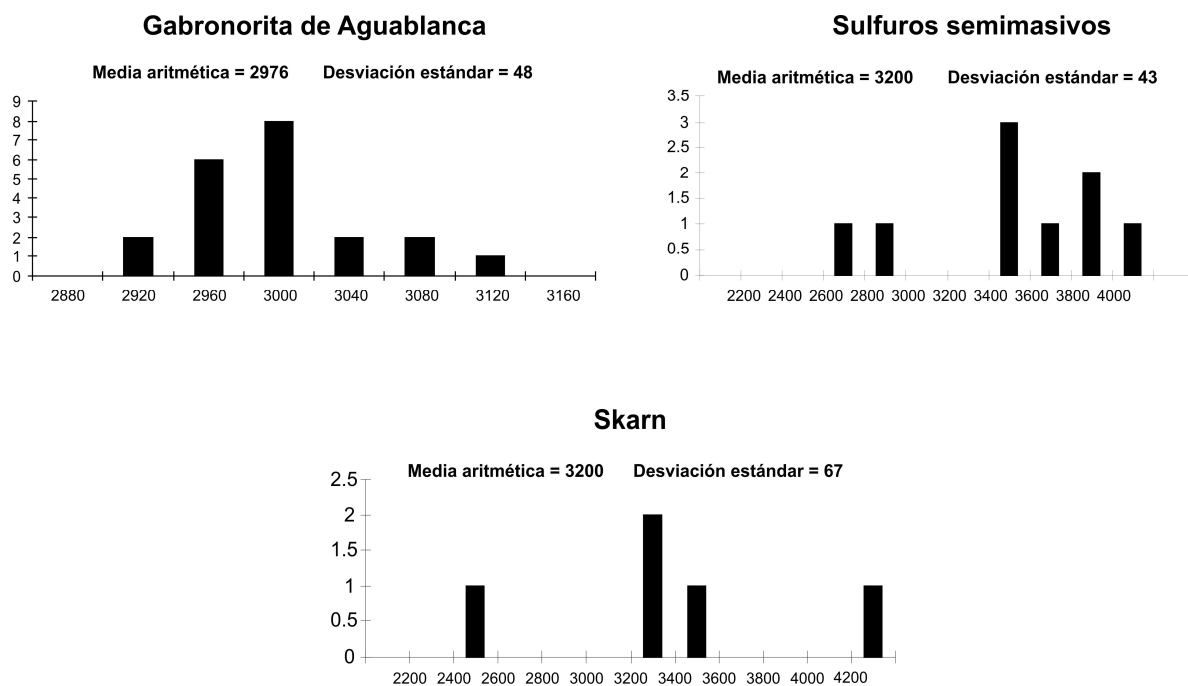 Gabronorita de Aguablanca
Media aritmética = 2976 Desviación estándar = 48
9
8
7
6
5
4
3
2
1
0
2880 2920 2960 3000 3040 3080 3120 3160
Sulfuros semimasivos
Media aritmética = 3200 Desviación estándar = 43
3.5
3
2.5
2
1.5
1
0.5
0
2200 2400 2600 2800 3000 3200 3400 3600 3800 4000
Skarn
Media aritmética = 3200 Desviación estándar = 67
2.5
2
1.5
1
0.5
0
2200 2400 2600 2800 3000 3200 3400 3600 3800 4000 4200